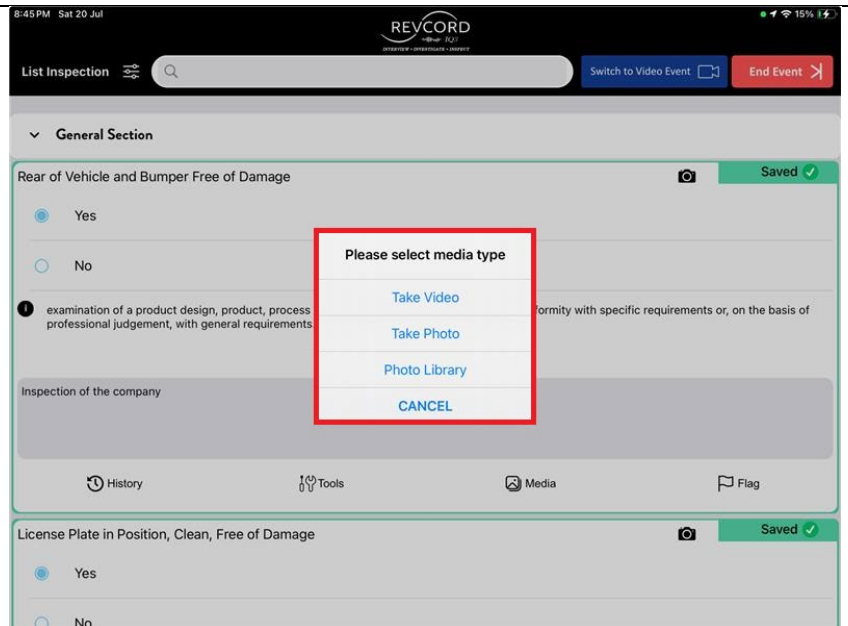 8:45 PM Sat 20 Jul
15%
REVCORD
IQ3
INTERVIEW • INVESTIGATE • INSPECT
List Inspection
Switch to Video Event
End Event
General Section
Rear of Vehicle and Bumper Free of Damage
Saved
Yes
No
Please select media type
Take Video
Take Photo
Photo Library
CANCEL
examination of a product design, product, process
ormity with specific requirements or, on the basis of
professional judgement, with general requirements
Inspection of the company
History
Tools
Media
Flag
License Plate in Position, Clean, Free of Damage
Saved
Yes
No